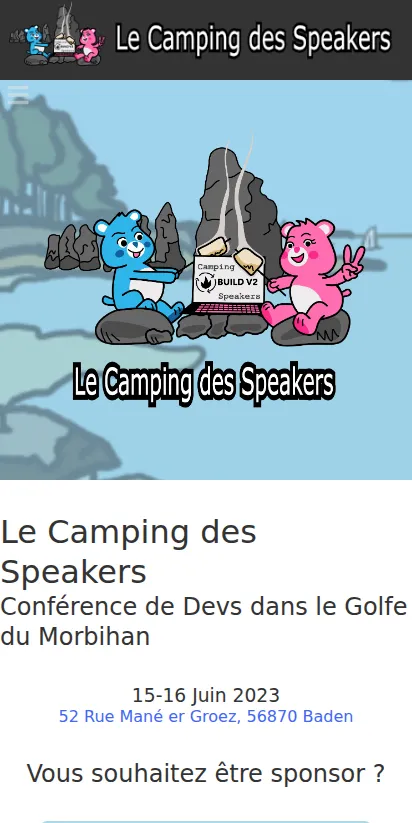 Le Camping des Speakers
Camping
BUILD V2
Speakers
Le Camping des Speakers
Le Camping des
Speakers
Conférence de Devs dans le Golfe
du Morbihan
15-16 Juin 2023
52 Rue Mané er Groez, 56870 Baden
Vous souhaitez être sponsor ?